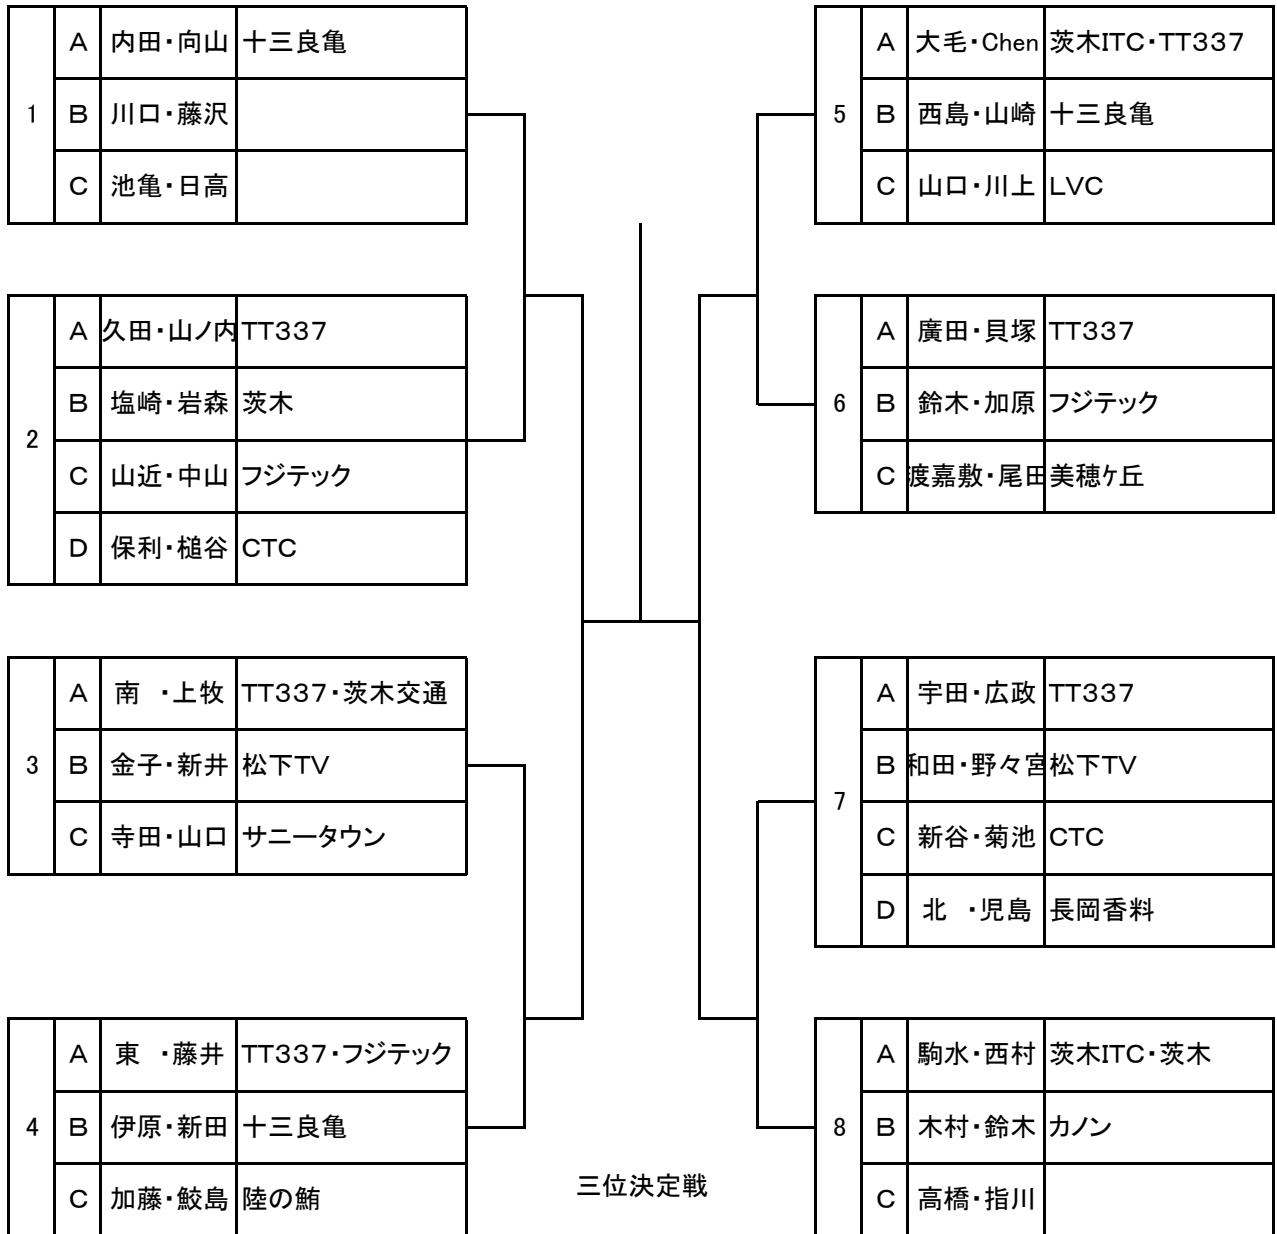 1
A 内田・向山 十三良亀
B 川口・藤沢
C 池亀・日高
2
A 久田・山ノ内 TT337
B 塩崎・岩森 茨木
C 山近・中山 フジテック
D 保利・槌谷 CTC
3
A 南　・上牧 TT337・茨木交通
B 金子・新井 松下TV
C 寺田・山口 サニータウン
4
A 東　・藤井 TT337・フジテック
B 伊原・新田 十三良亀
C 加藤・鮫島 陸の鮪
三位決定戦
5
A 大毛・Chen 茨木ITC・TT337
B 西島・山崎 十三良亀
C 山口・川上 LVC
6
A 廣田・貝塚 TT337
B 鈴木・加原 フジテック
C 渡嘉敷・尾田 美穂ケ丘
7
A 宇田・広政 TT337
B 和田・野々宮 松下TV
C 新谷・菊池 CTC
D 北　・児島 長岡香料
8
A 駒水・西村 茨木ITC・茨木
B 木村・鈴木 カノン
C 高橋・指川